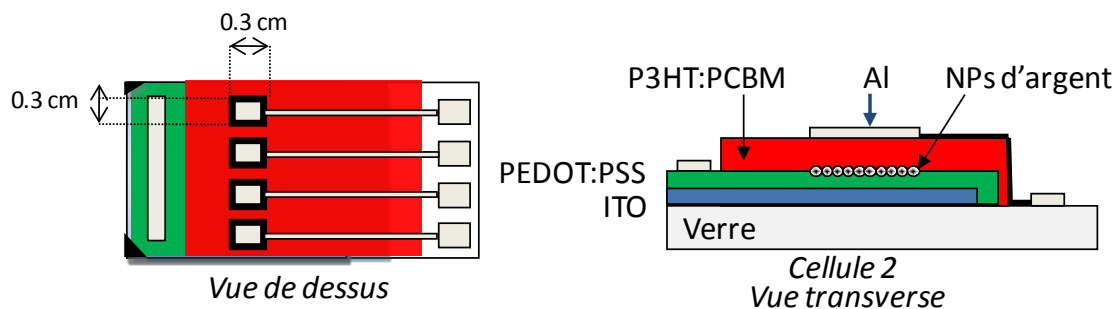 0.3 cm
0.3 cm
Vue de dessus
P3HT:PCBM
Al
NPs d'argent
PEDOT:PSS
ITO
Verre
Cellule 2
Vue transverse